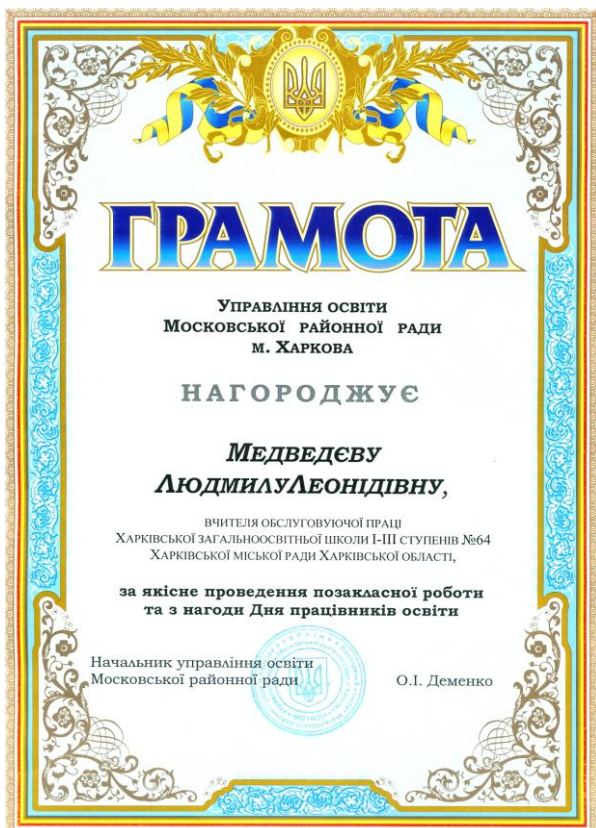 ГРАМОТА
Управління освіти
Московської районної ради
м. Харкова
НАГОРОДЖУЄ
Медведєву
ЛюдмилуЛеонідівну,
вчителя обслуговуючої праці
Харківської загальноосвітньої школи І-ІІІ ступенів №64
Харківської міської ради Харківської області,
за якісне проведення позакласної роботи
та з нагоди Дня працівників освіти
Начальник управління освіти
Московської районної ради О.І. Деменко